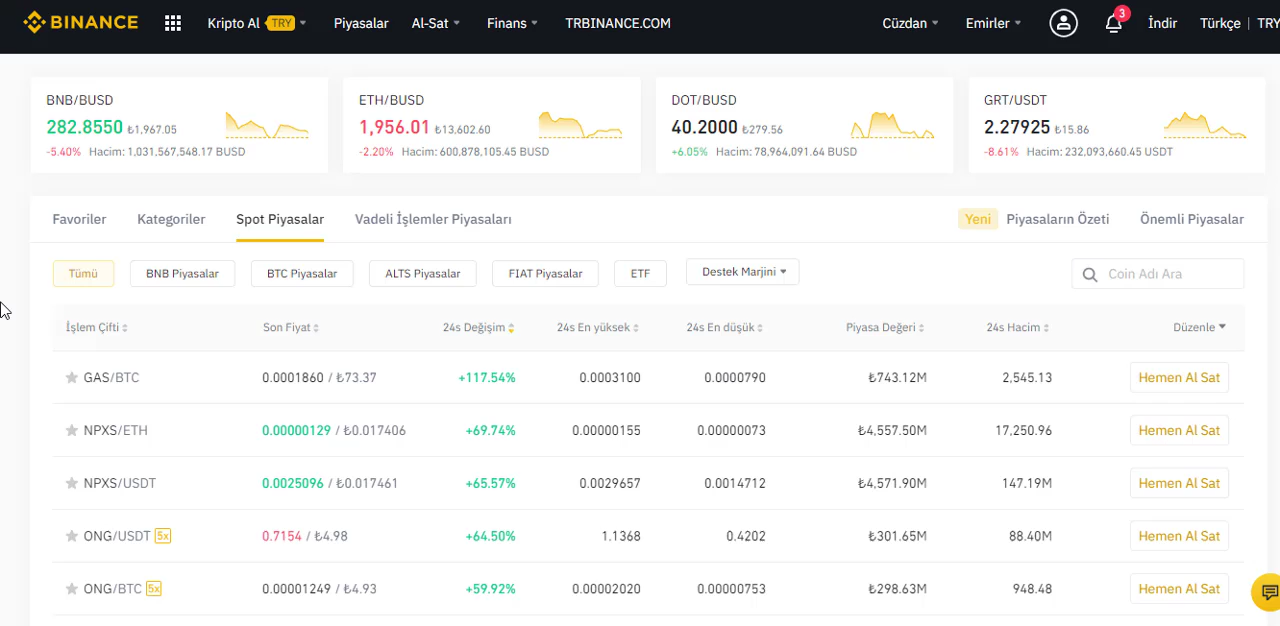 BINANCE Kripto Al TRY Piyasalar Al-Sat Finans TRBINANCE.COM Cüzdan Emirler 3 İndir Türkçe | TRY
BNB/BUSD
282.8550 ₺1,967.05
-5.40% Hacim: 1,031,567,548.17 BUSD
ETH/BUSD
1,956.01 ₺13,602.60
-2.20% Hacim: 600,878,105.45 BUSD
DOT/BUSD
40.2000 ₺279.56
+6.05% Hacim: 78,964,091.64 BUSD
GRT/USDT
2.27925 ₺15.86
-8.61% Hacim: 232,093,660.45 USDT
Favoriler Kategoriler Spot Piyasalar Vadeli İşlemler Piyasaları Yeni Piyasaların Özeti Önemli Piyasalar
Tümü BNB Piyasalar BTC Piyasalar ALTS Piyasalar FIAT Piyasalar ETF Destek Marjini Coin Adı Ara
İşlem Çifti Son Fiyat 24s Değişim 24s En yüksek 24s En düşük Piyasa Değeri 24s Hacim Düzenle
GAS/BTC 0.0001860 / ₺73.37 +117.54% 0.0003100 0.0000790 ₺743.12M 2,545.13 Hemen Al Sat
NPXS/ETH 0.00000129 / ₺0.017406 +69.74% 0.00000155 0.00000073 ₺4,557.50M 17,250.96 Hemen Al Sat
NPXS/USDT 0.0025096 / ₺0.017461 +65.57% 0.0029657 0.0014712 ₺4,571.90M 147.19M Hemen Al Sat
ONG/USDT 5x 0.7154 / ₺4.98 +64.50% 1.1368 0.4202 ₺301.65M 88.40M Hemen Al Sat
ONG/BTC 5x 0.00001249 / ₺4.93 +59.92% 0.00002020 0.00000753 ₺298.63M 948.48 Hemen Al Sat